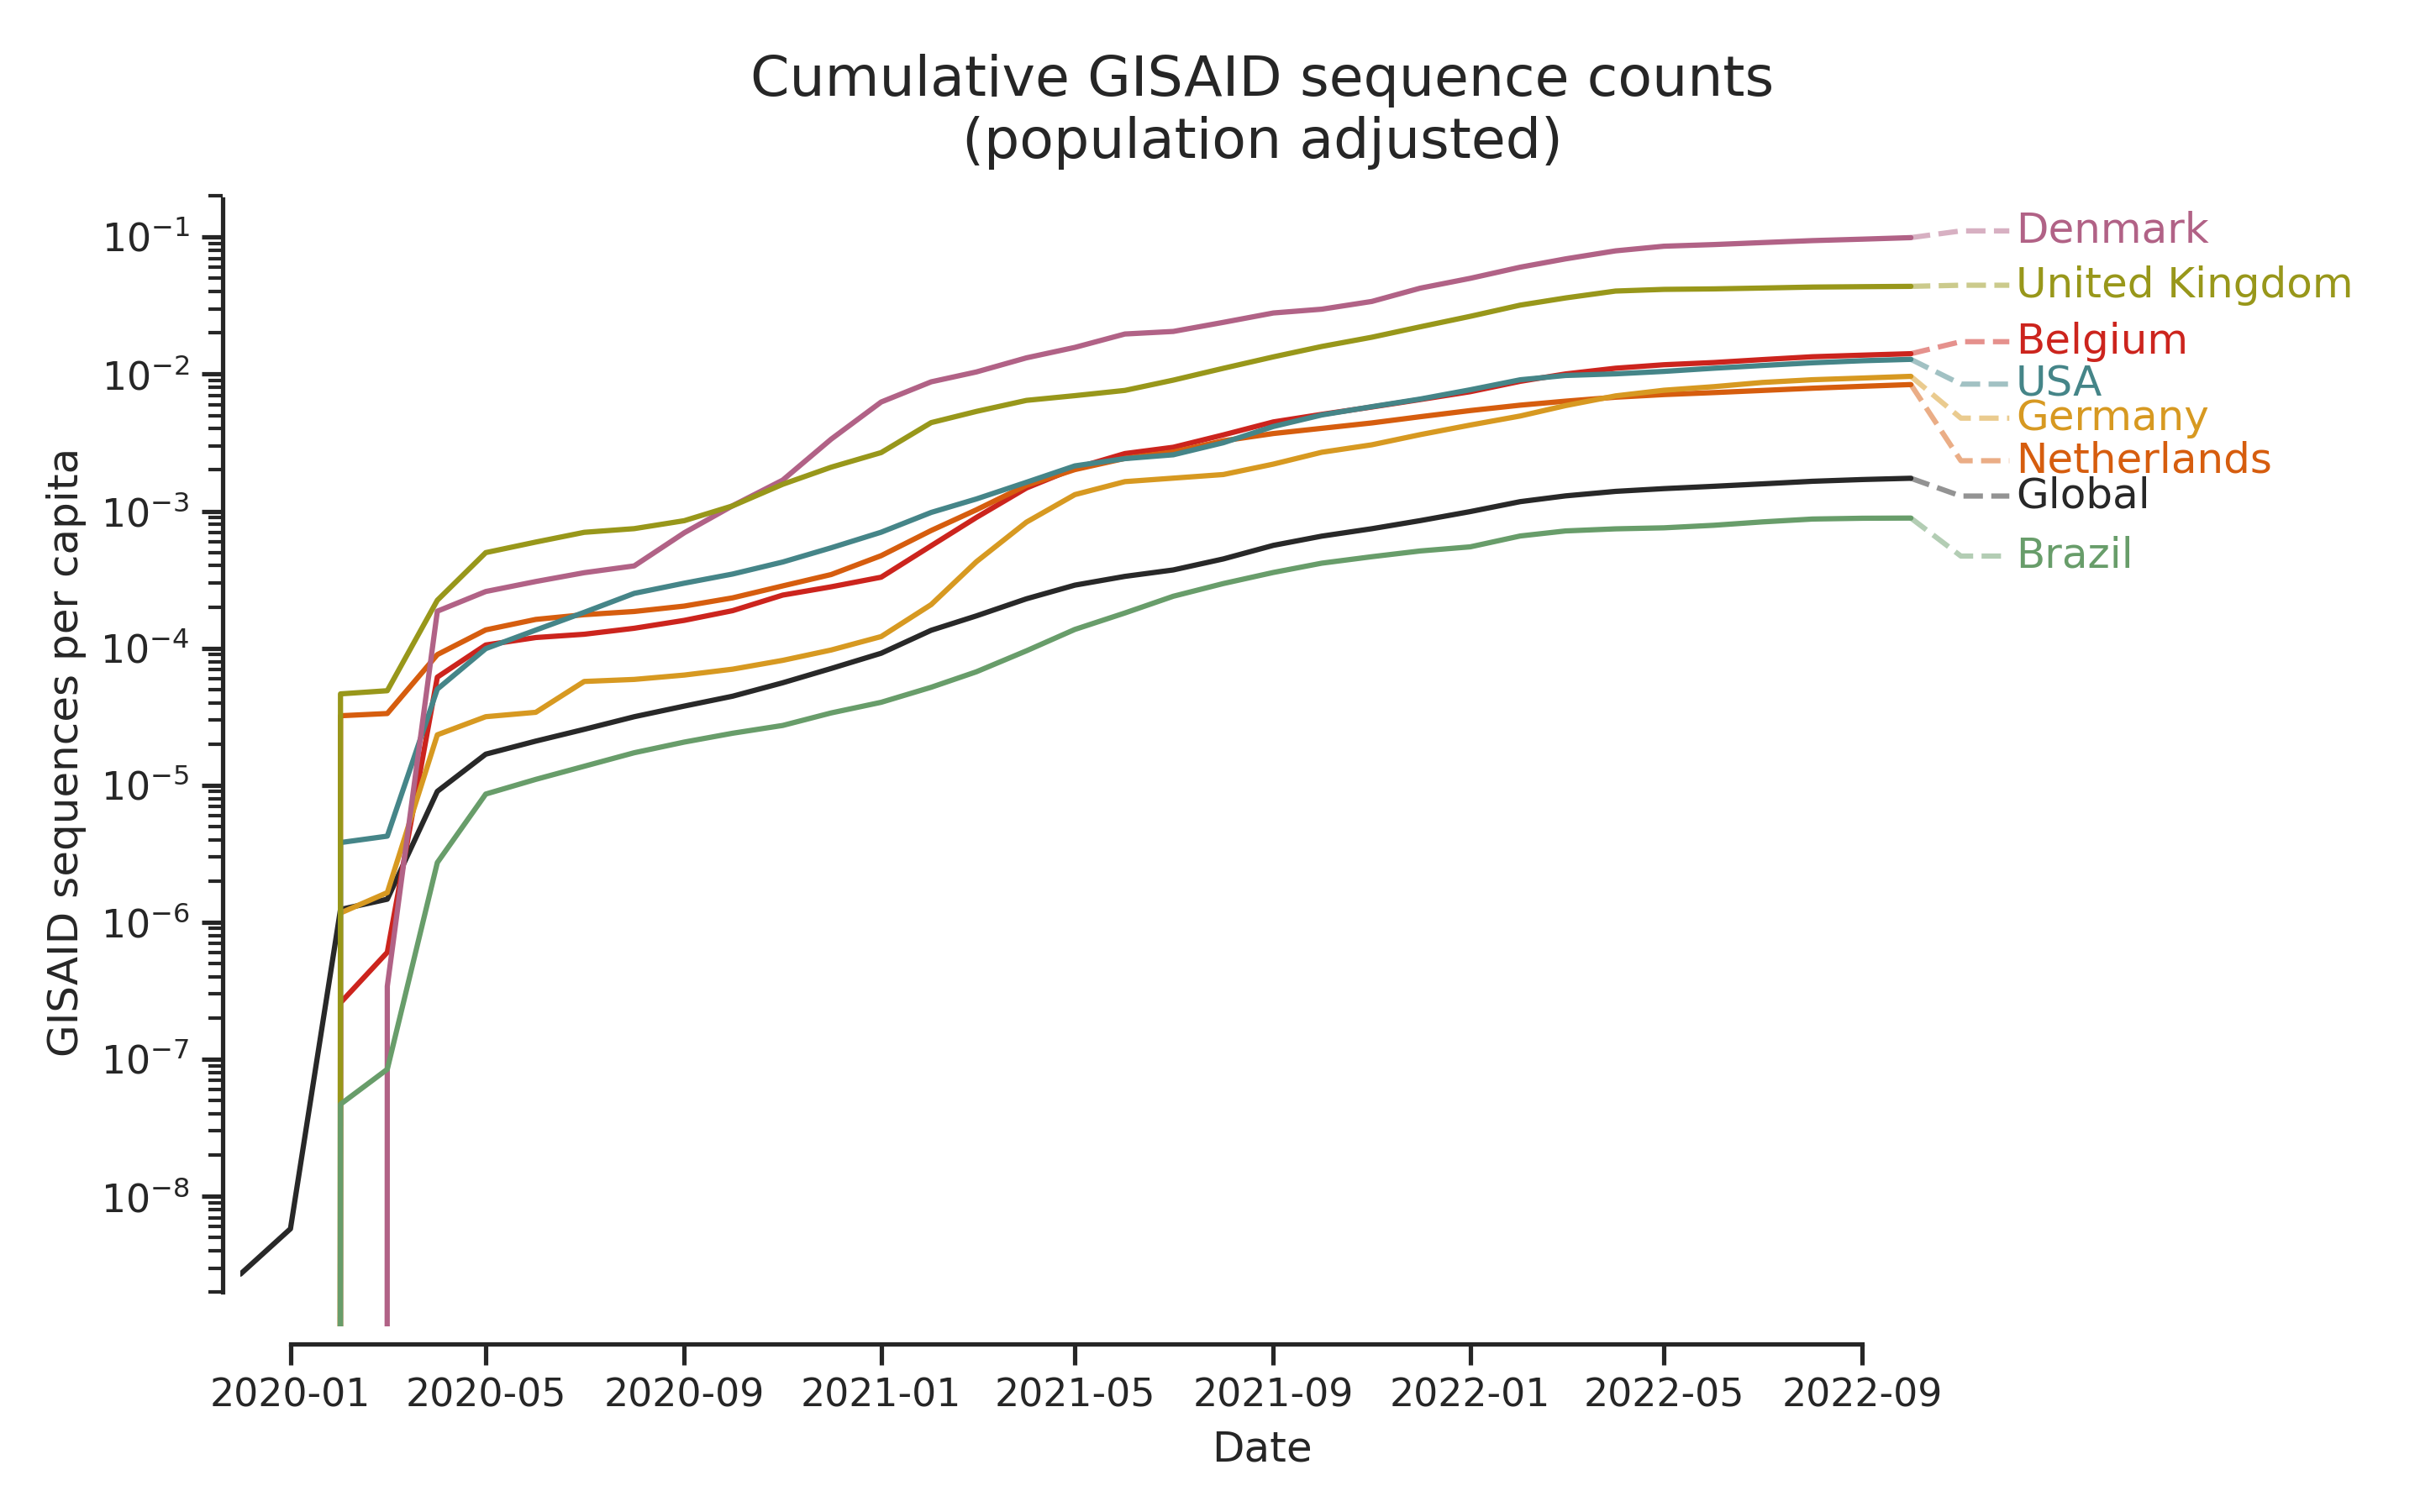 Cumulative GISAID sequence counts
(population adjusted)
GISAID sequences per capita
10⁻¹
10⁻²
10⁻³
10⁻⁴
10⁻⁵
10⁻⁶
10⁻⁷
10⁻⁸
Denmark
United Kingdom
Belgium
USA
Germany
Netherlands
Global
Brazil
2020-01 2020-05 2020-09 2021-01 2021-05 2021-09 2022-01 2022-05 2022-09
Date